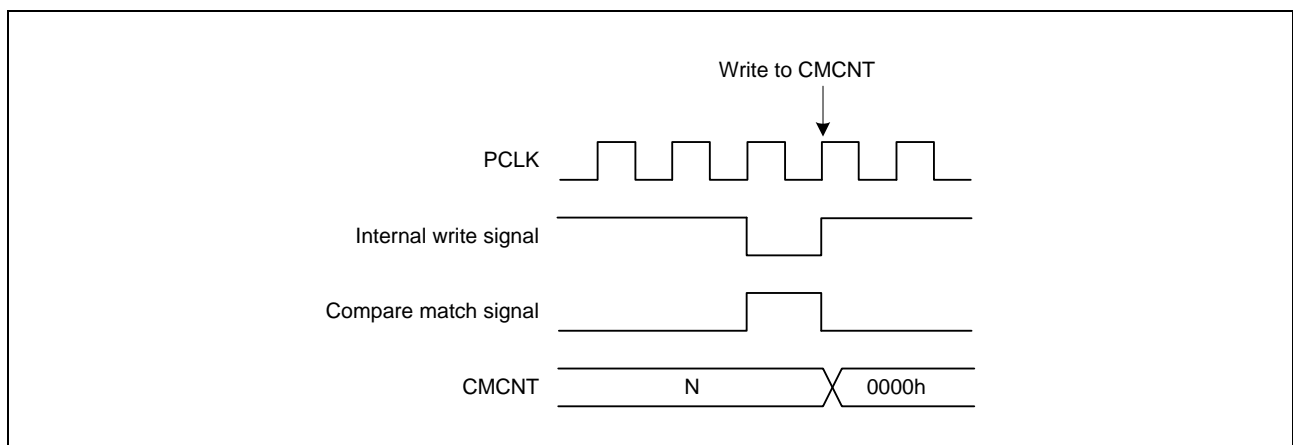 Write to CMCNT
PCLK
Internal write signal
Compare match signal
CMCNT N 0000h